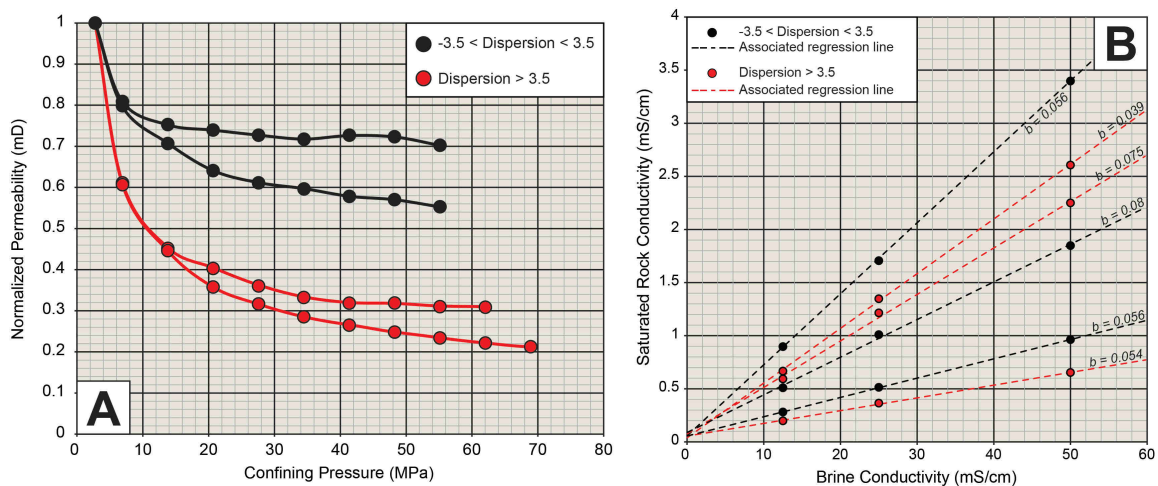 1
0.9
0.8
0.7
0.6
0.5
0.4
0.3
0.2
0.1
0
0 10 20 30 40 50 60 70 80
Normalized Permeability (mD)
Confining Pressure (MPa)
-3.5 < Dispersion < 3.5
Dispersion > 3.5
A
4
3.5
3
2.5
2
1.5
1
0.5
0
0 10 20 30 40 50 60
Saturated Rock Conductivity (mS/cm)
Brine Conductivity (mS/cm)
-3.5 < Dispersion < 3.5
Associated regression line
Dispersion > 3.5
Associated regression line
B
b = 0.056
b = 0.039
b = 0.075
b = 0.08
b = 0.056
b = 0.054